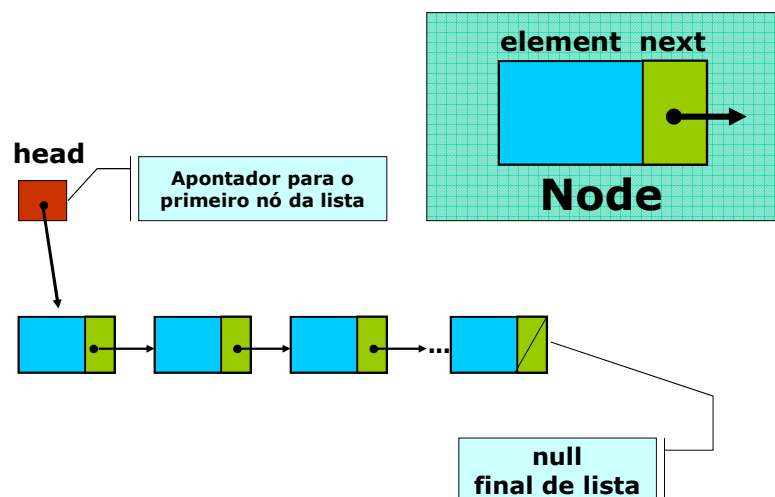 element next
Node
head
Apontador para o
primeiro nó da lista
...
null
final de lista